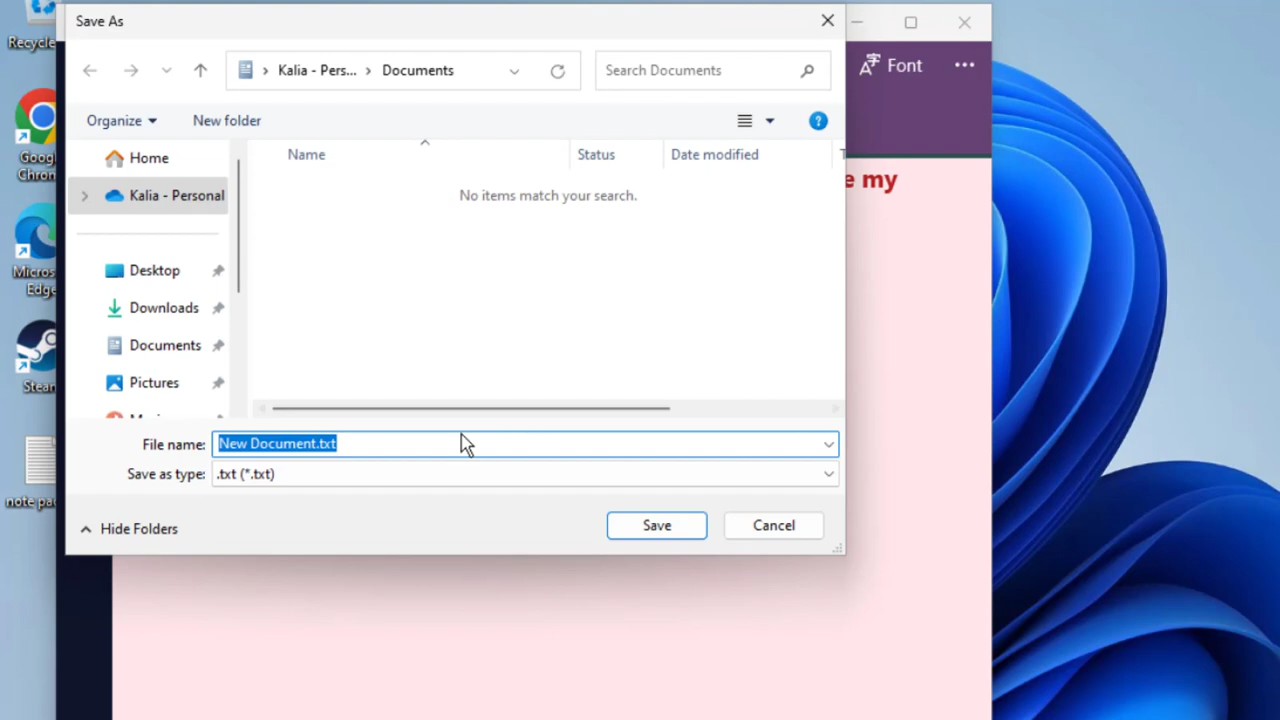 Save As
Kalia - Pers... Documents
Search Documents
Font
Organize
New folder
?
Name
Status
Date modified
T
Home
No items match your search.
e my
Kalia - Personal
Desktop
Downloads
Documents
Pictures
File name: New Document.txt
Save as type: .txt (*.txt)
Save
Cancel
Hide Folders
Recycle
Goog
Chron
Micros
Edge
Stean
note pa